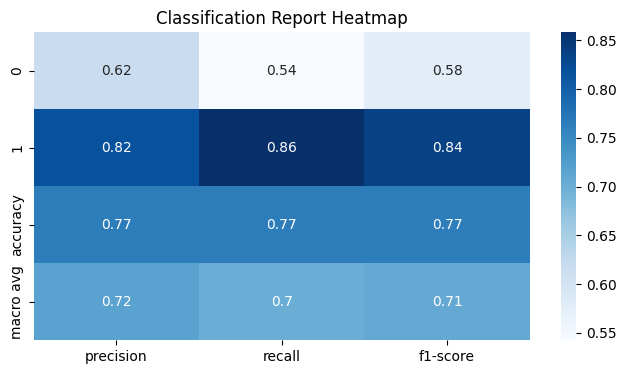 Classification Report Heatmap
0 0.62 0.54 0.58
1 0.82 0.86 0.84
accuracy 0.77 0.77 0.77
macro avg 0.72 0.7 0.71
precision recall f1-score
0.85
0.80
0.75
0.70
0.65
0.60
0.55